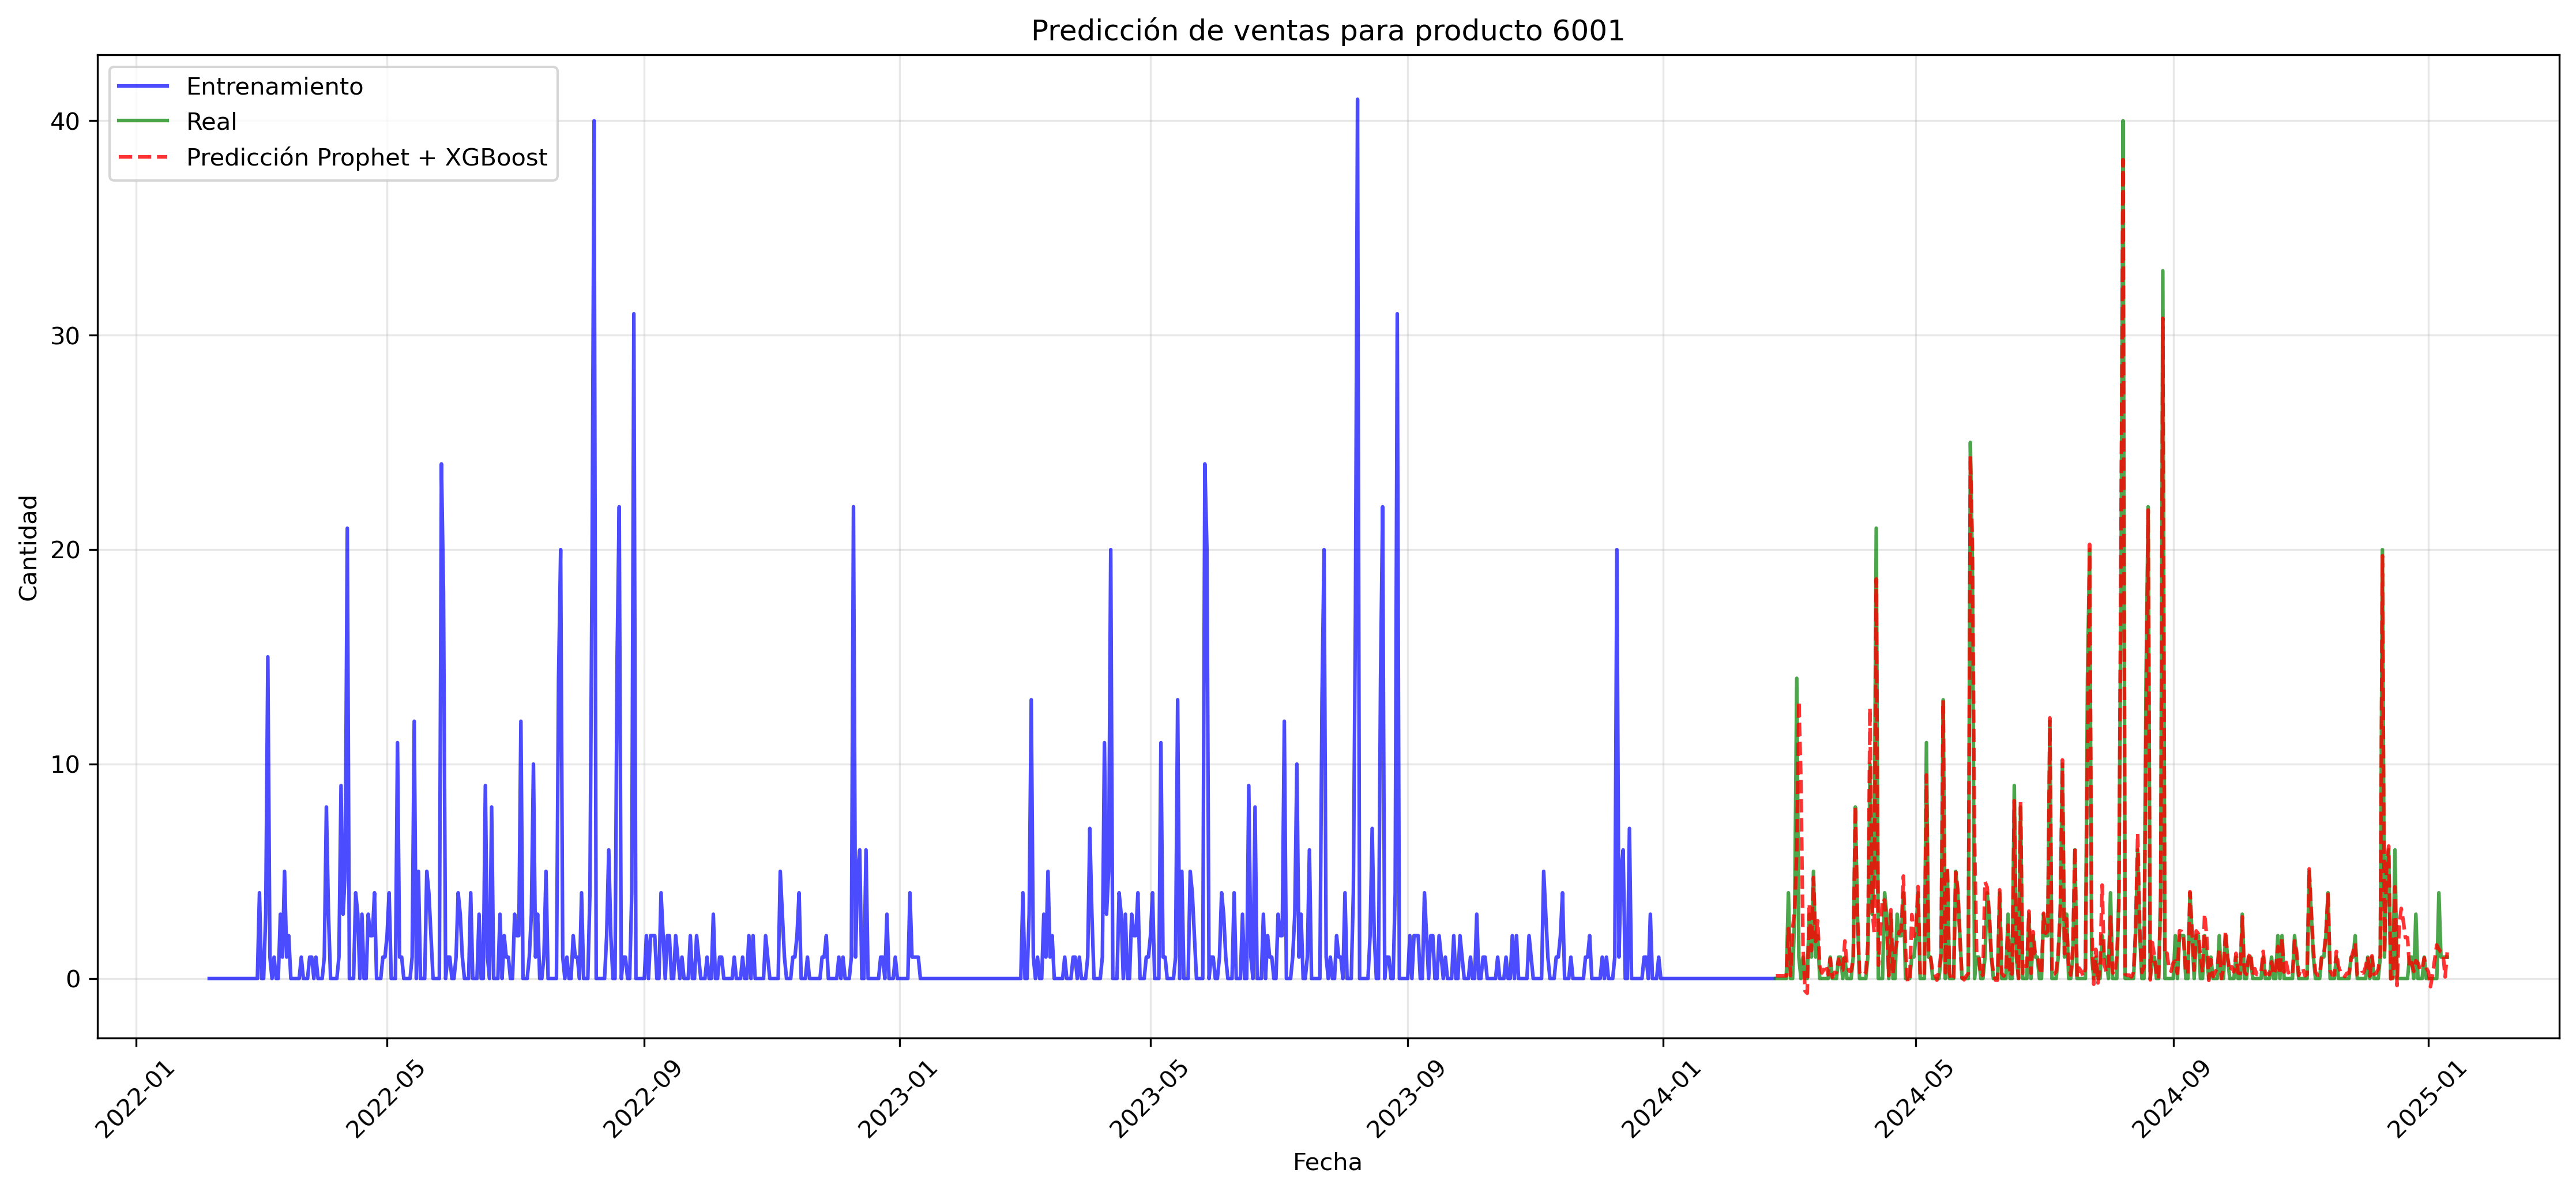 Predicción de ventas para producto 6001
Entrenamiento
Real
Predicción Prophet + XGBoost
Cantidad
40
30
20
10
0
2022-01
2022-05
2022-09
2023-01
2023-05
2023-09
2024-01
2024-05
2024-09
2025-01
Fecha